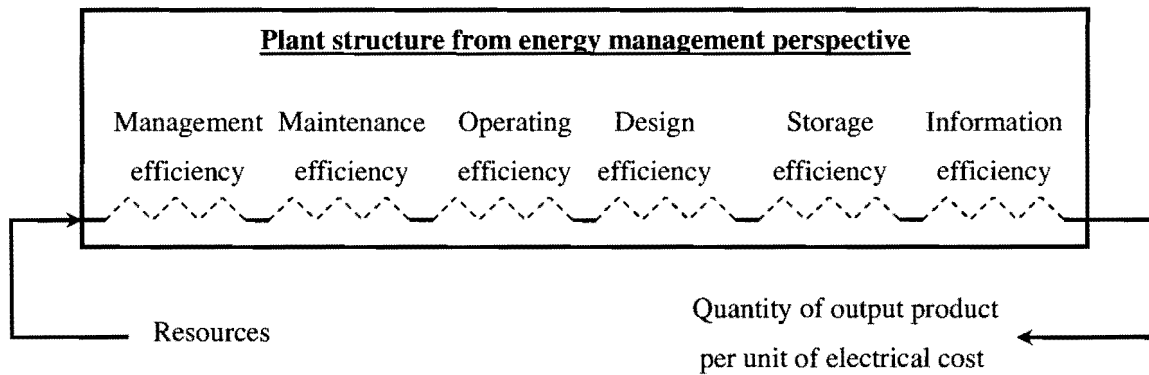 Plant structure from energy management perspective
Management Maintenance Operating Design Storage Information
efficiency efficiency efficiency efficiency efficiency efficiency
Resources
Quantity of output product
per unit of electrical cost